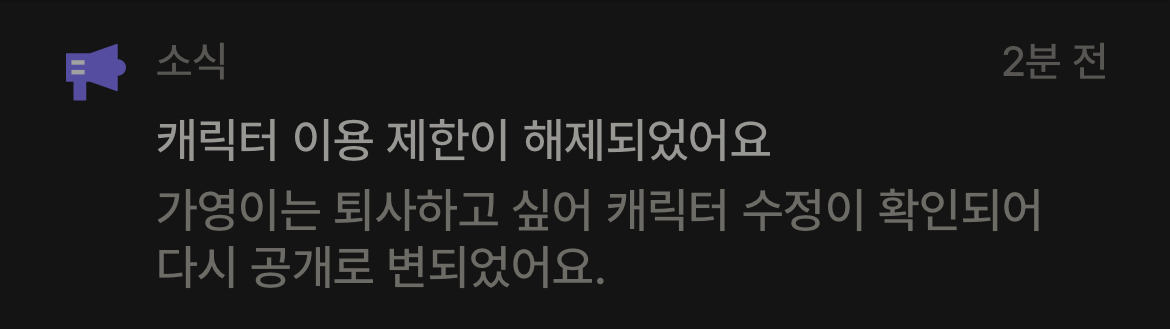 소식
2분 전
캐릭터 이용 제한이 해제되었어요
가영이는 퇴사하고 싶어 캐릭터 수정이 확인되어
다시 공개로 변되었어요.